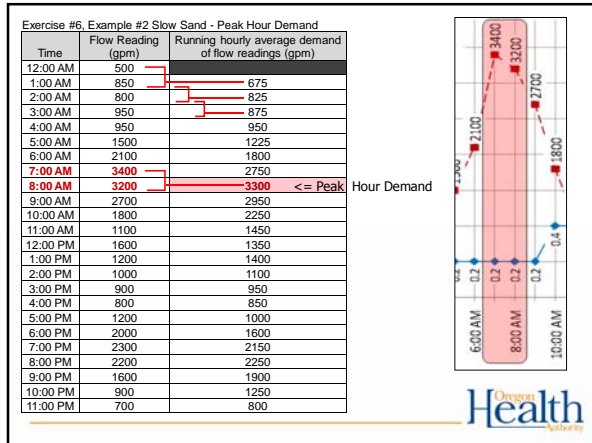 Exercise #6, Example #2 Slow Sand - Peak Hour Demand
Time Flow Reading (gpm) Running hourly average demand of flow readings (gpm)
12:00 AM 500
1:00 AM 850 675
2:00 AM 800 825
3:00 AM 950 875
4:00 AM 950 950
5:00 AM 1500 1225
6:00 AM 2100 1800
7:00 AM 3400 2750
8:00 AM 3200 3300 <= Peak Hour Demand
9:00 AM 2700 2950
10:00 AM 1800 2250
11:00 AM 1100 1450
12:00 PM 1600 1350
1:00 PM 1200 1400
2:00 PM 1000 1100
3:00 PM 900 950
4:00 PM 800 850
5:00 PM 1200 1000
6:00 PM 2000 1600
7:00 PM 2300 2150
8:00 PM 2200 2250
9:00 PM 1600 1900
10:00 PM 900 1250
11:00 PM 700 800
2100
3400
3200
2700
1800
0.2
0.2
0.2
0.2
0.2
0.4
6:00 AM
8:00 AM
10:00 AM
Oregon
Health
Authority